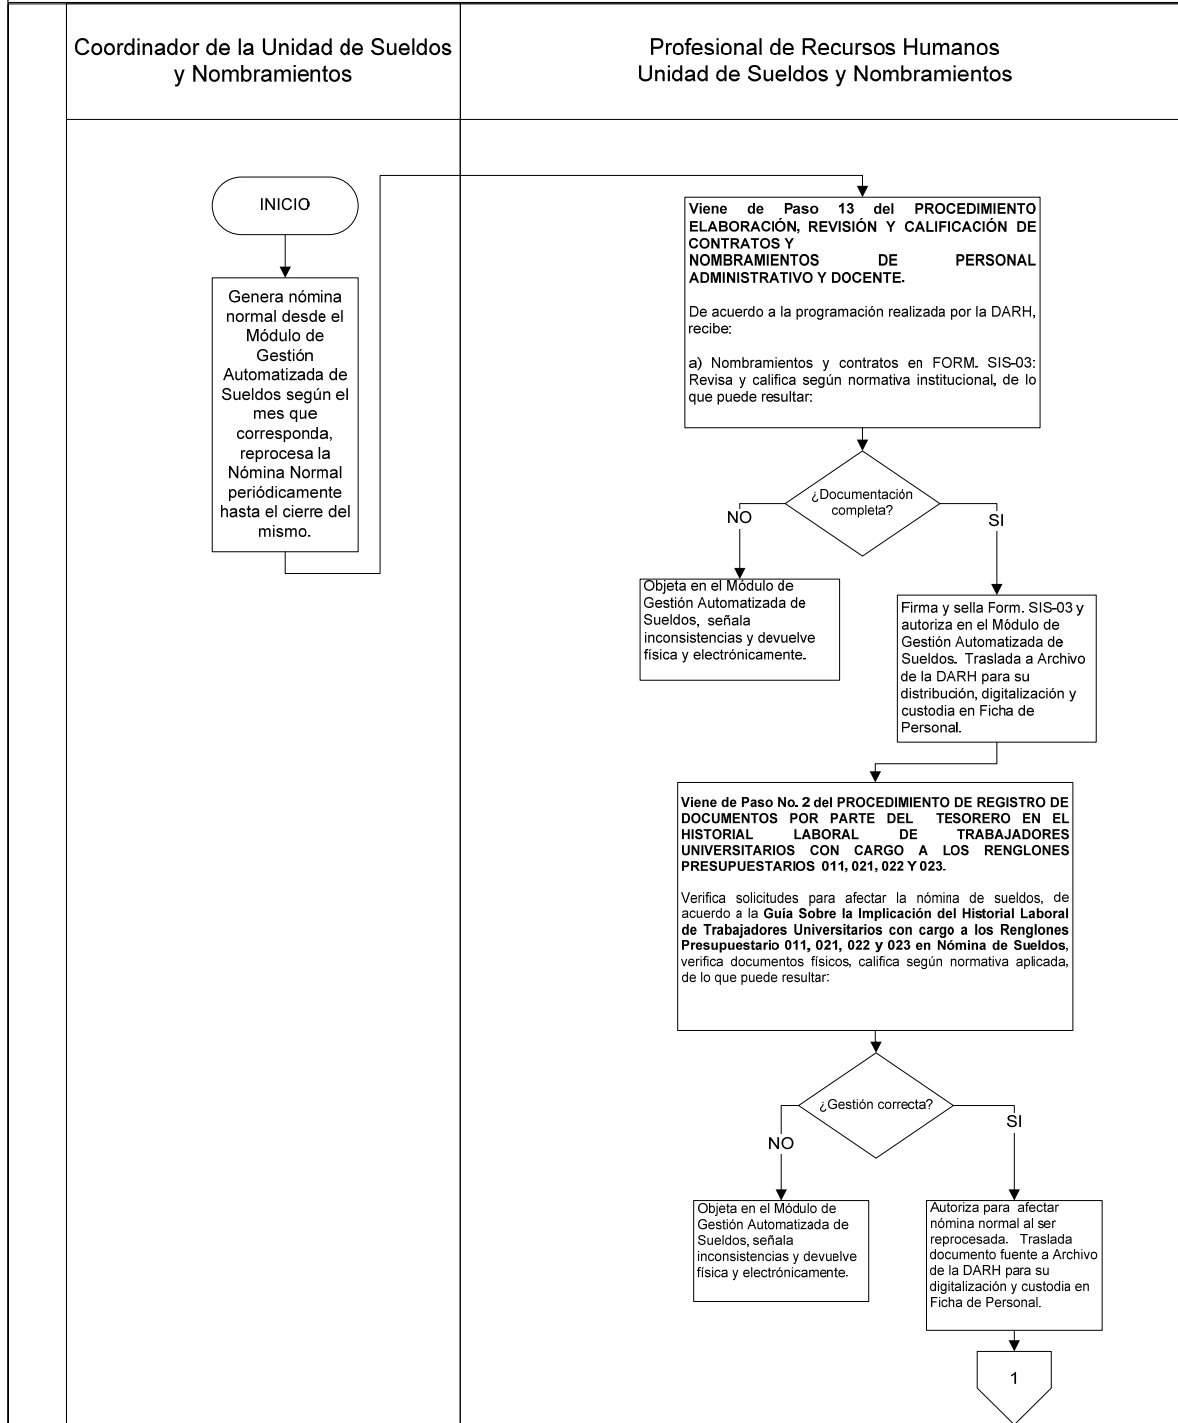 Coordinador de la Unidad de Sueldos
y Nombramientos
Profesional de Recursos Humanos
Unidad de Sueldos y Nombramientos
INICIO
Genera nómina
normal desde el
Módulo de
Gestión
Automatizada de
Sueldos según el
mes que
corresponda,
reprocesa la
Nómina Normal
periódicamente
hasta el cierre del
mismo.
Viene de Paso 13 del PROCEDIMIENTO
ELABORACIÓN, REVISIÓN Y CALIFICACIÓN DE
CONTRATOS Y
NOMBRAMIENTOS DE PERSONAL
ADMINISTRATIVO Y DOCENTE.
De acuerdo a la programación realizada por la DARH,
recibe:
a) Nombramientos y contratos en FORM. SIS-03:
Revisa y califica según normativa institucional, de lo
que puede resultar:
¿Documentación
completa?
NO
SI
Objeta en el Módulo de
Gestión Automatizada de
Sueldos, señala
inconsistencias y devuelve
física y electrónicamente.
Firma y sella Form. SIS-03 y
autoriza en el Módulo de
Gestión Automatizada de
Sueldos. Traslada a Archivo
de la DARH para su
distribución, digitalización y
custodia en Ficha de
Personal.
Viene de Paso No. 2 del PROCEDIMIENTO DE REGISTRO DE
DOCUMENTOS POR PARTE DEL TESORERO EN EL
HISTORIAL LABORAL DE TRABAJADORES
UNIVERSITARIOS CON CARGO A LOS RENGLONES
PRESUPUESTARIOS 011, 021, 022 Y 023.
Verifica solicitudes para afectar la nómina de sueldos, de
acuerdo a la Guía Sobre la Implicación del Historial Laboral
de Trabajadores Universitarios con cargo a los Renglones
Presupuestario 011, 021, 022 y 023 en Nómina de Sueldos,
verifica documentos físicos, califica según normativa aplicada,
de lo que puede resultar:
¿Gestión correcta?
NO
SI
Objeta en el Módulo de
Gestión Automatizada de
Sueldos, señala
inconsistencias y devuelve
física y electrónicamente.
Autoriza para afectar
nómina normal al ser
reprocesada. Traslada
documento fuente a Archivo
de la DARH para su
digitalización y custodia en
Ficha de Personal.
1